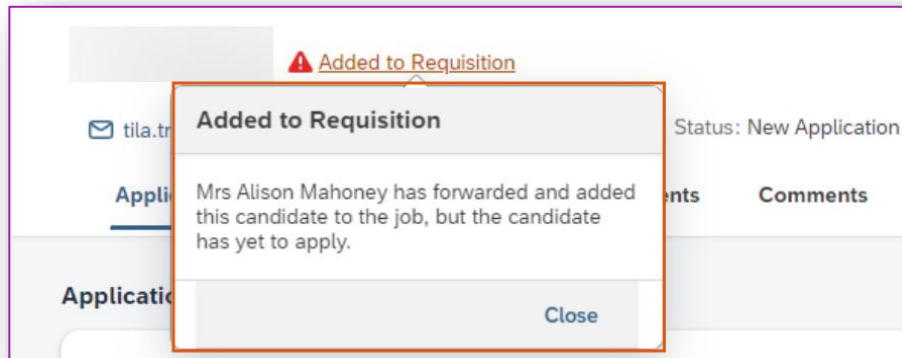 Added to Requisition
Added to Requisition
tila.tr
Status: New Application
Mrs Alison Mahoney has forwarded and added
this candidate to the job, but the candidate
has yet to apply.
Appli
nts
Comments
Close
Applicatio